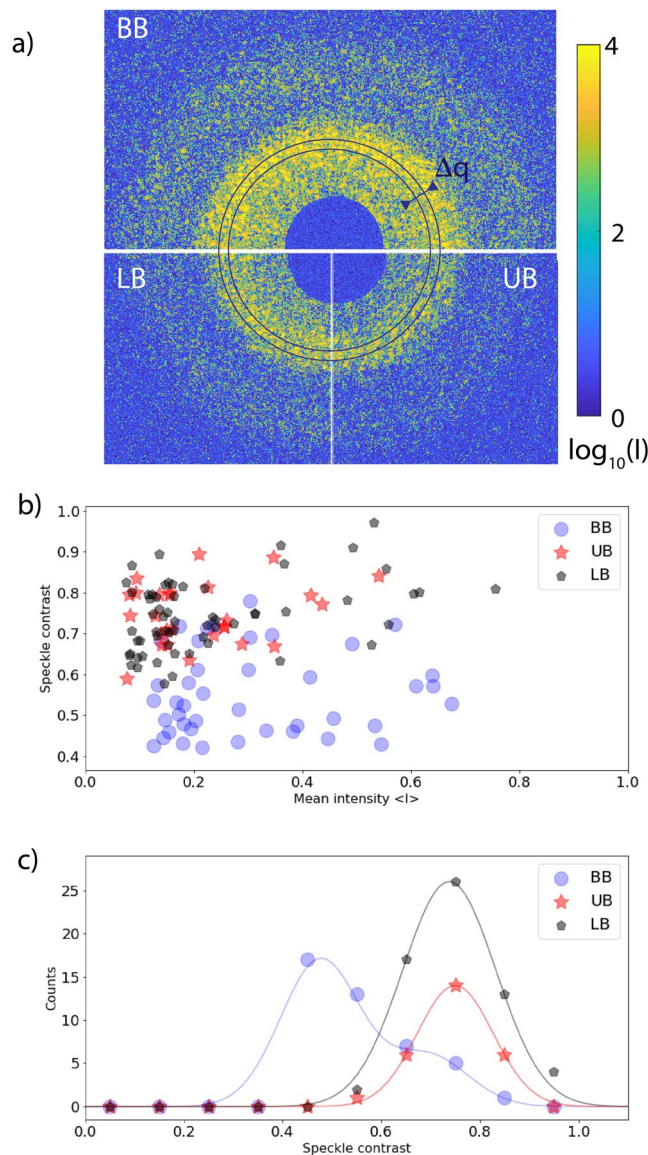 a)
BB
Δq
LB
UB
4
2
0
log₁₀(I)
b)
1.0
0.9
0.8
0.7
0.6
0.5
0.4
Speckle contrast
BB
UB
LB
0.0
0.2
0.4
0.6
0.8
1.0
Mean intensity <I>
c)
25
20
15
10
5
0
Counts
BB
UB
LB
0.0
0.2
0.4
0.6
0.8
1.0
Speckle contrast